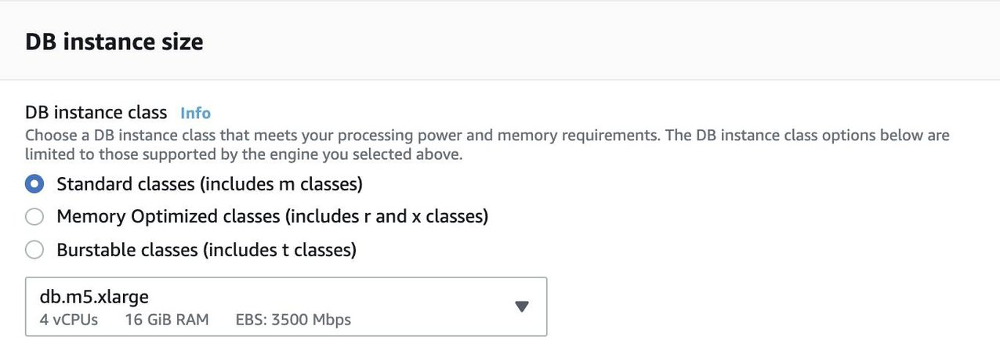 DB instance size
DB instance class Info
Choose a DB instance class that meets your processing power and memory requirements. The DB instance class options below are
limited to those supported by the engine you selected above.
Standard classes (includes m classes)
Memory Optimized classes (includes r and x classes)
Burstable classes (includes t classes)
db.m5.xlarge
4 vCPUs 16 GiB RAM EBS: 3500 Mbps